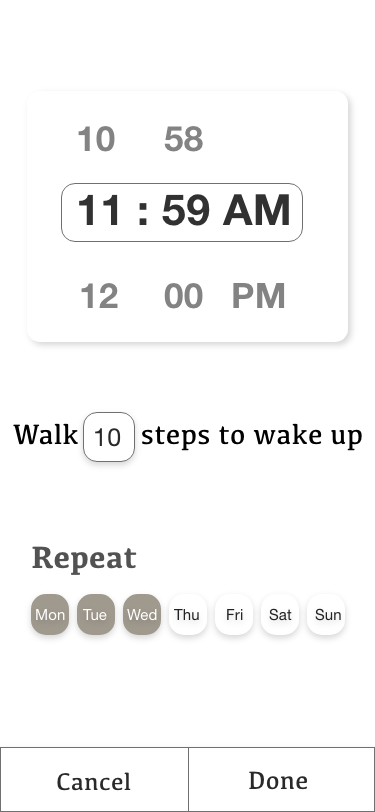 10 58
11 : 59 AM
12 00 PM
Walk 10 steps to wake up
Repeat
Mon Tue Wed Thu Fri Sat Sun
Cancel Done